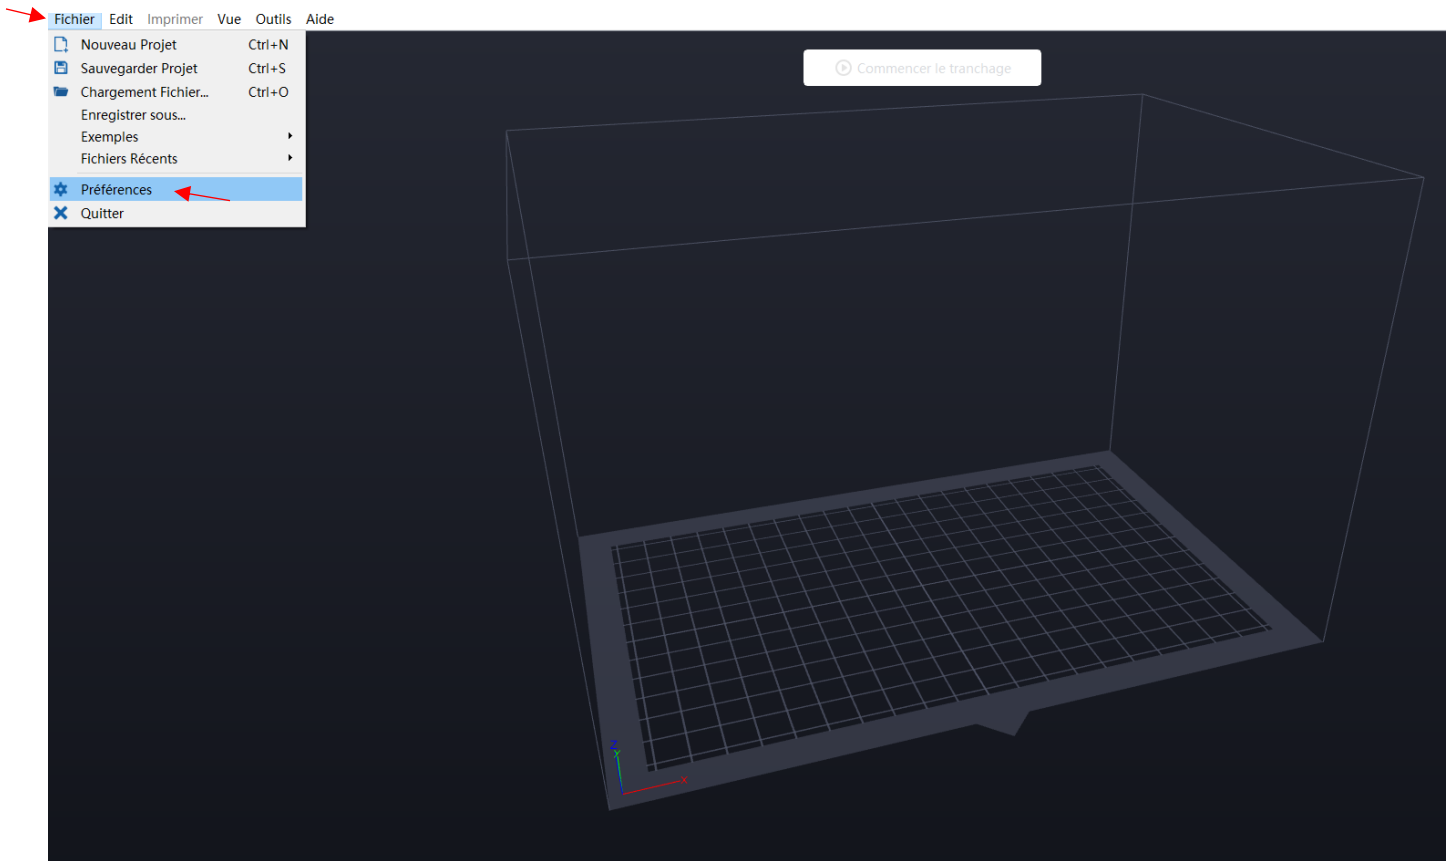 Fichier Edit Imprimer Vue Outils Aide
Nouveau Projet Ctrl+N
Sauvegarder Projet Ctrl+S
Chargement Fichier... Ctrl+O
Enregistrer sous...
Exemples
Fichiers Récents
Préférences
Quitter
Commencer le tranchage
Z
Y
X